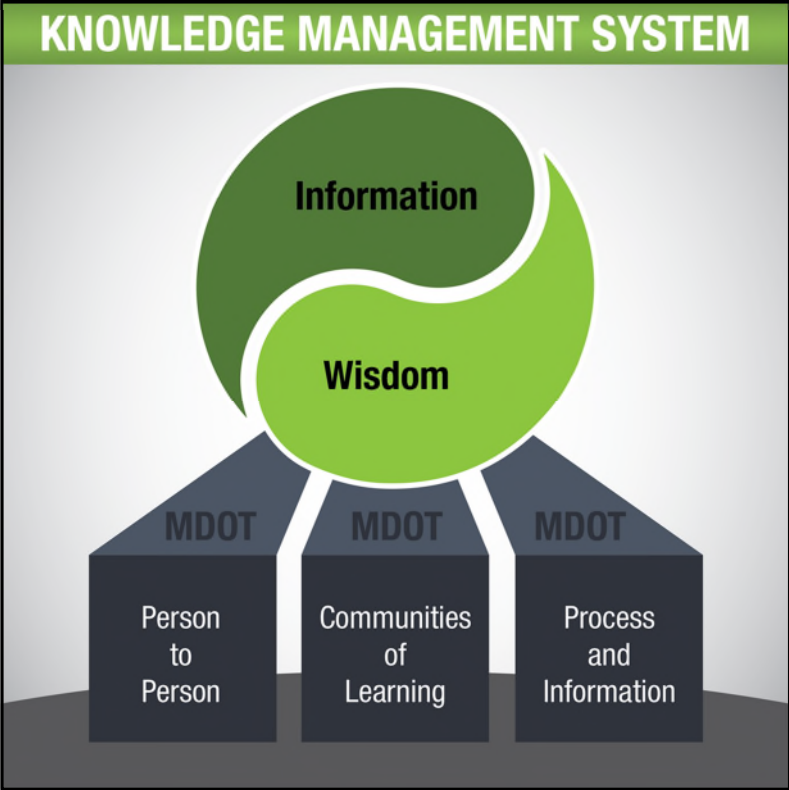 KNOWLEDGE MANAGEMENT SYSTEM
Information
Wisdom
MDOT
MDOT
MDOT
Person
to
Person
Communities
of
Learning
Process
and
Information